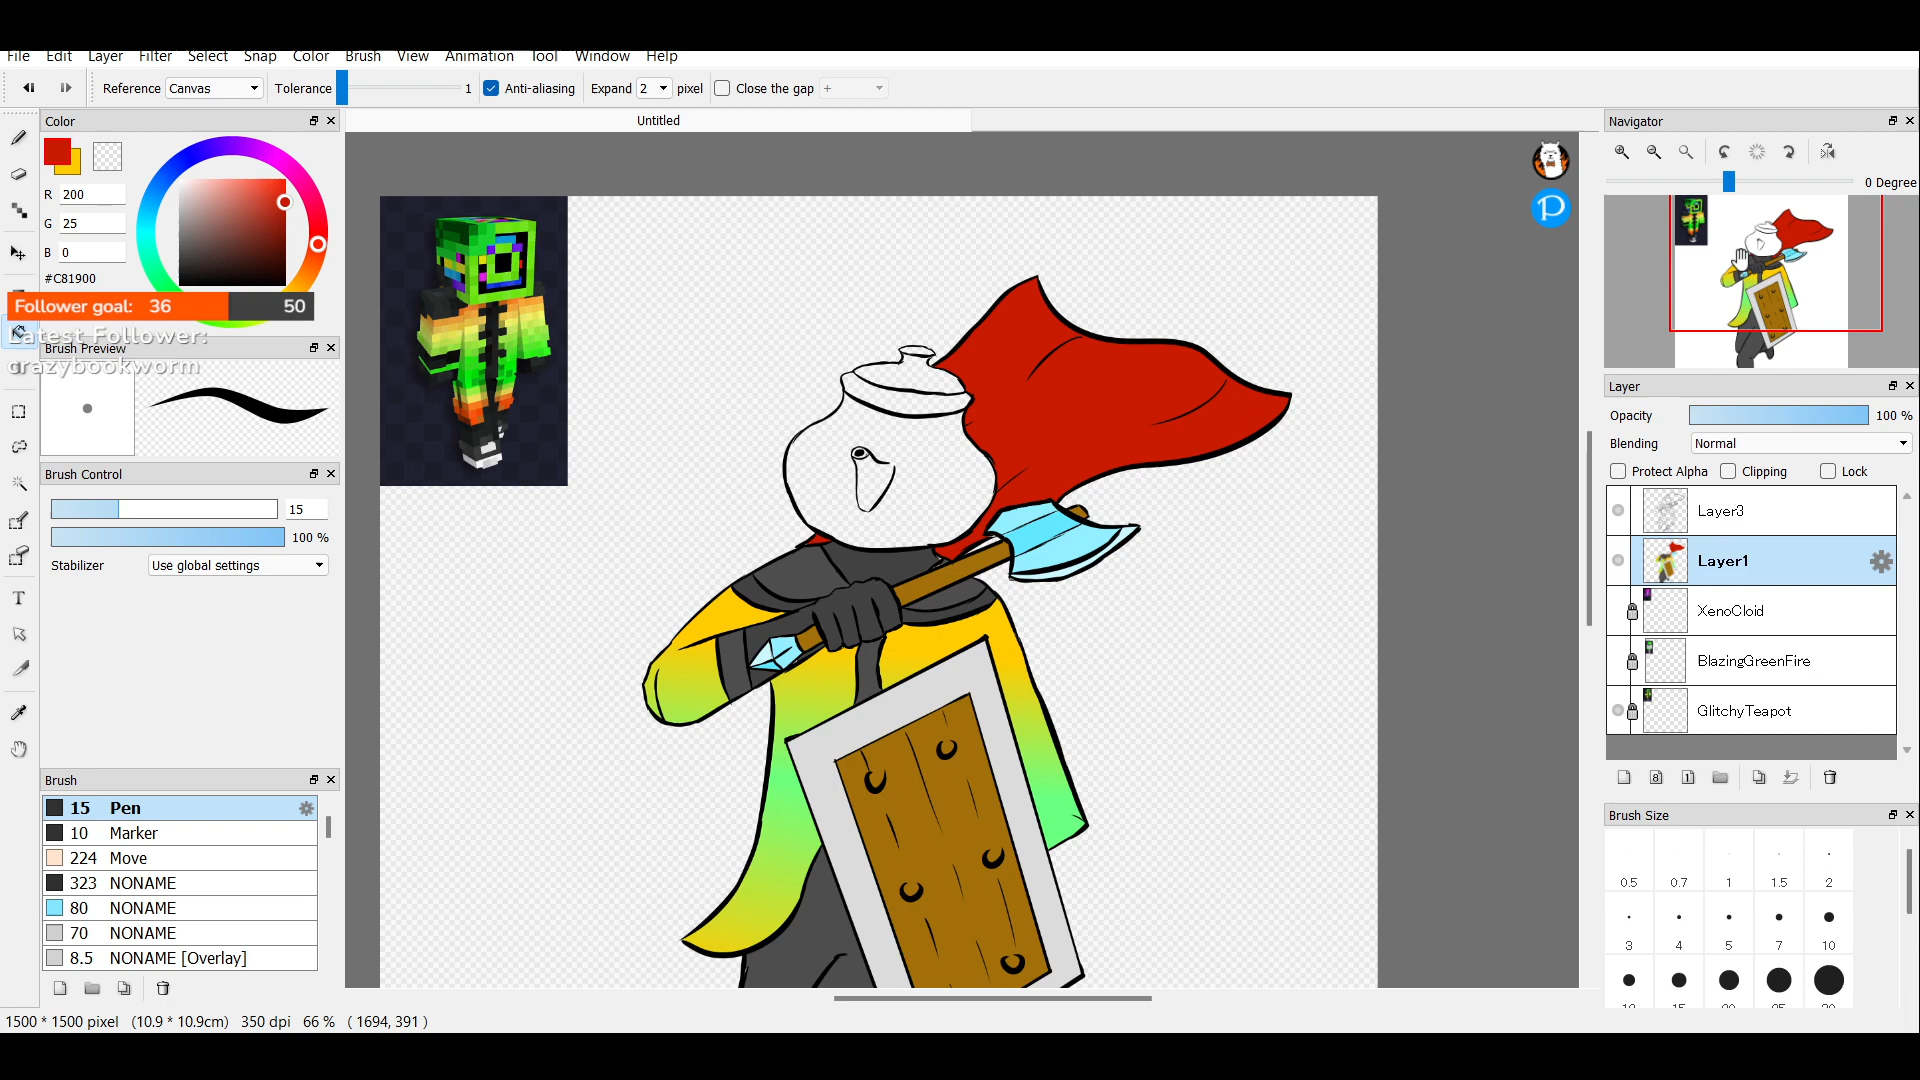 File Edit Layer Filter Select Snap Color Brush View Animation Tool Window Help
Reference Canvas Tolerance 1 Anti-aliasing Expand 2 pixel Close the gap +
Color
Untitled
Navigator
R 200
G 25
B 0
#C81900
0 Degree
Follower goal: 36 50
Latest Follower:
crazybookworm
Brush Preview
Layer
Opacity 100 %
Blending Normal
Protect Alpha Clipping Lock
Layer3
Layer1
XenoCloid
BlazingGreenFire
GlitchyTeapot
Brush Control
15
100 %
Stabilizer Use global settings
Brush
15 Pen
10 Marker
224 Move
323 NONAME
80 NONAME
70 NONAME
8.5 NONAME [Overlay]
Brush Size
0.5 0.7 1 1.5 2
3 4 5 7 10
1500 * 1500 pixel (10.9 * 10.9cm) 350 dpi 66 % ( 1694, 391 )